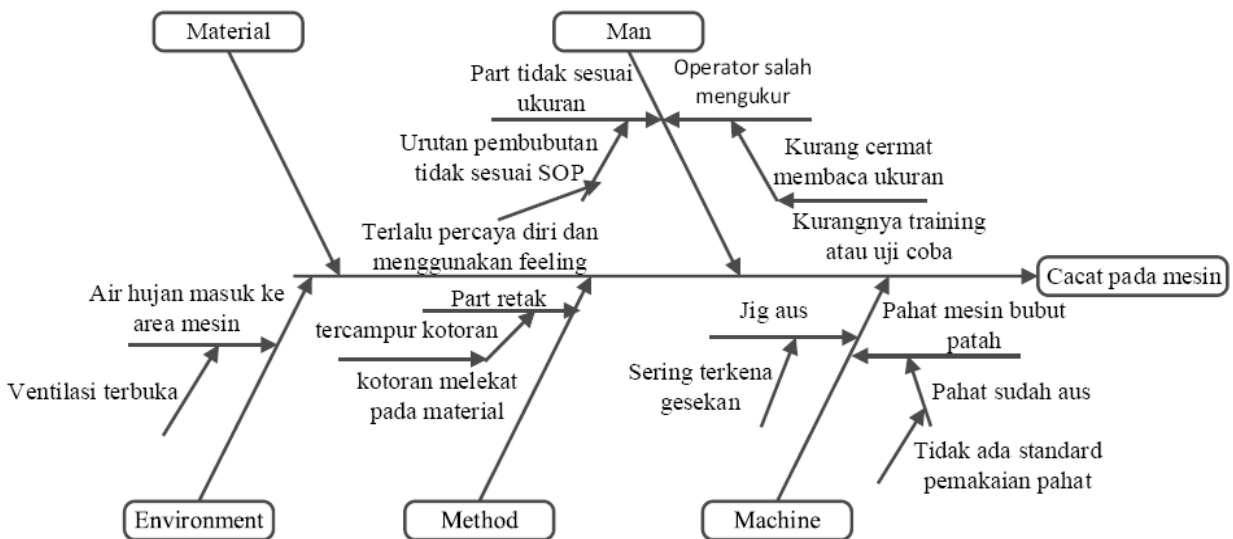 Material
Man
Part tidak sesuai
ukuran
Operator salah
mengukur
Urutan pembubutan
tidak sesuai SOP
Kurang cermat
membaca ukuran
Terlalu percaya diri dan
menggunakan feeling
Kurangnya training
atau uji coba
Cacat pada mesin
Air hujan masuk ke
area mesin
Ventilasi terbuka
Part retak
tercampur kotoran
kotoran melekat
pada material
Jig aus
Sering terkena
gesekan
Pahat mesin bubut
patah
Pahat sudah aus
Tidak ada standard
pemakaian pahat
Environment
Method
Machine